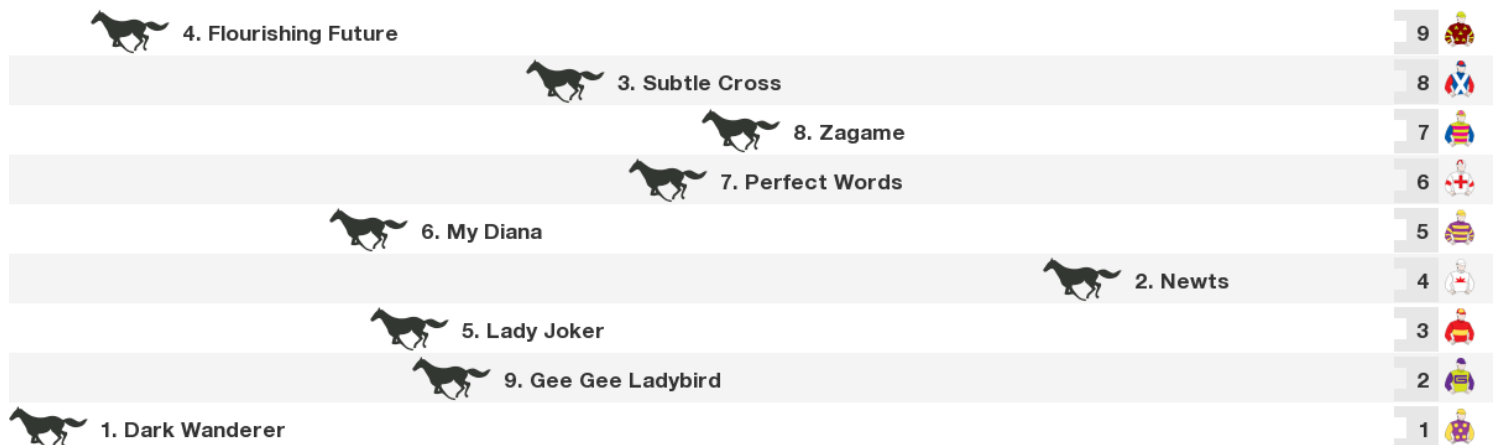 4. Flourishing Future 9
3. Subtle Cross 8
8. Zagame 7
7. Perfect Words 6
6. My Diana 5
2. Newts 4
5. Lady Joker 3
9. Gee Gee Ladybird 2
1. Dark Wanderer 1